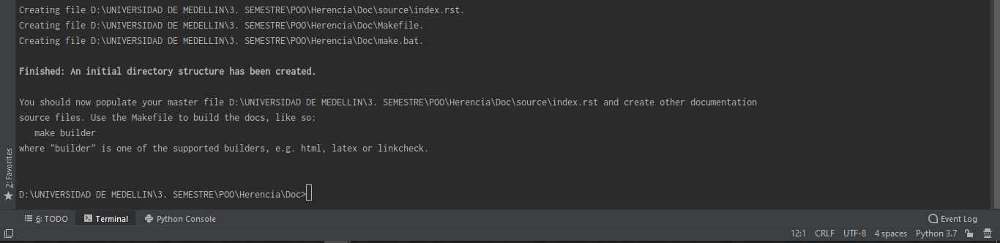 Creating file D:\UNIVERSIDAD DE MEDELLIN\3. SEMESTRE\POO\Herencia\Doc\source\index.rst.
Creating file D:\UNIVERSIDAD DE MEDELLIN\3. SEMESTRE\POO\Herencia\Doc\Makefile.
Creating file D:\UNIVERSIDAD DE MEDELLIN\3. SEMESTRE\POO\Herencia\Doc\make.bat.
Finished: An initial directory structure has been created.
You should now populate your master file D:\UNIVERSIDAD DE MEDELLIN\3. SEMESTRE\POO\Herencia\Doc\source\index.rst and create other documentation
source files. Use the Makefile to build the docs, like so:
make builder
where "builder" is one of the supported builders, e.g. html, latex or linkcheck.
D:\UNIVERSIDAD DE MEDELLIN\3. SEMESTRE\POO\Herencia\Doc>
2: Favorites
6: TODO Terminal Python Console Event Log
12:1 CRLF UTF-8 4 spaces Python 3.7